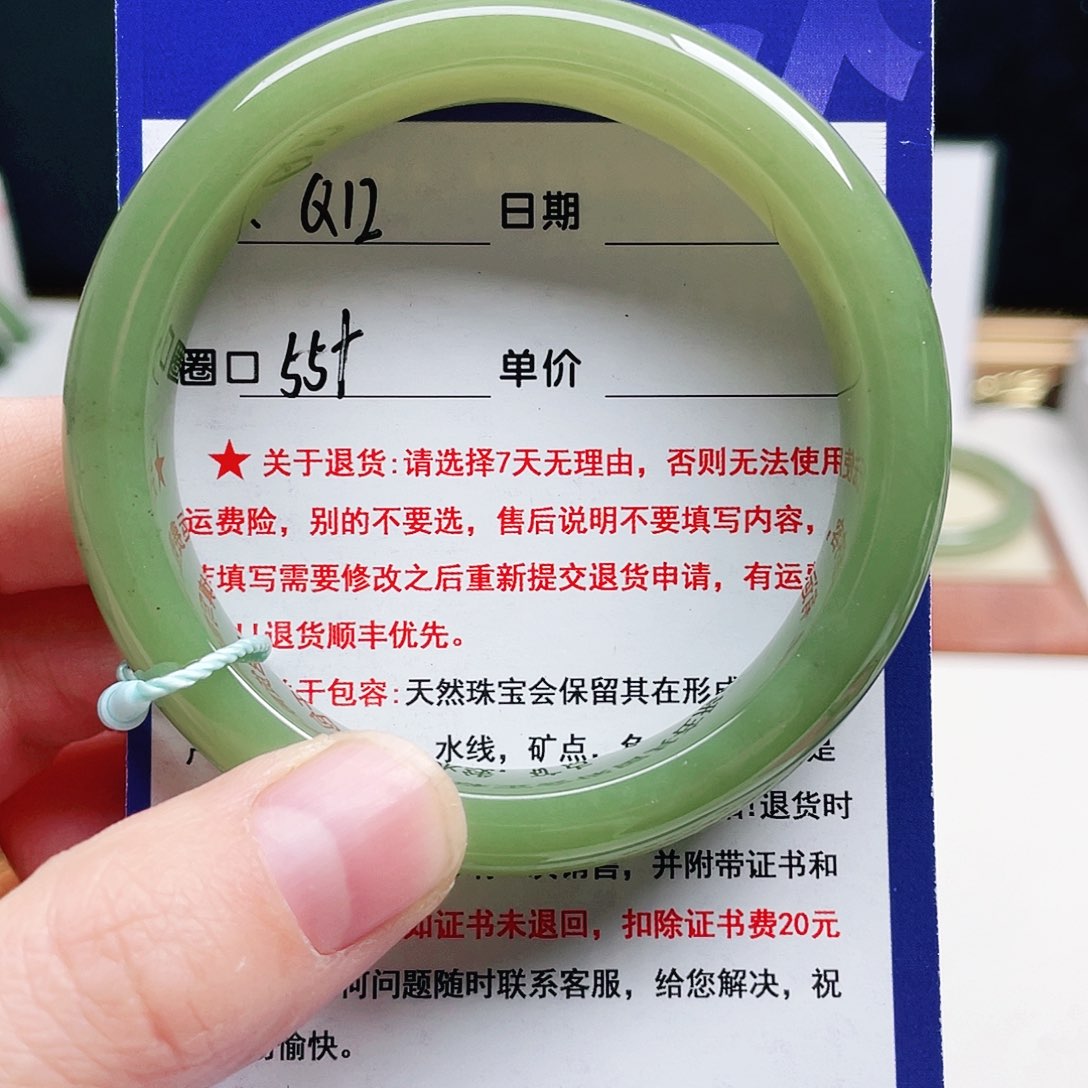 、Q12 日期
圈口 55+ 单价
★关于退货:请选择7天无理由，否则无法使用
运费险，别的不要选，售后说明不要填写内容，
填写需要修改之后重新提交退货申请，有运
!!退货顺丰优先。
于包容:天然珠宝会保留其在形成
水线，矿点. 是
!退货时
，并附带证书和
如证书未退回，扣除证书费20元
何问题随时联系客服，给您解决，祝
愉快。